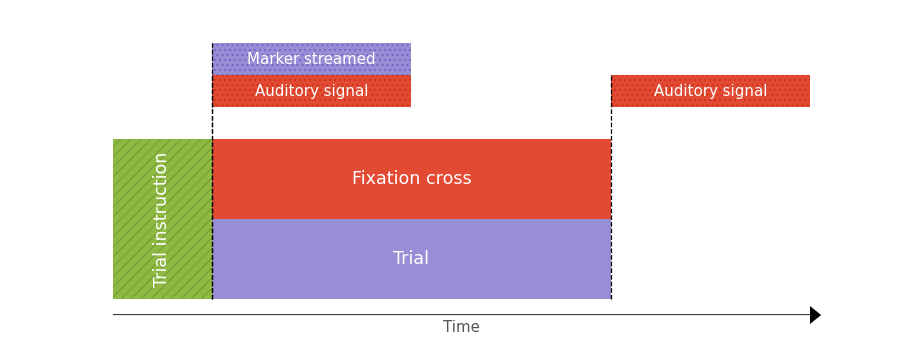 Marker streamed
Auditory signal
Auditory signal
Trial instruction
Fixation cross
Trial
Time